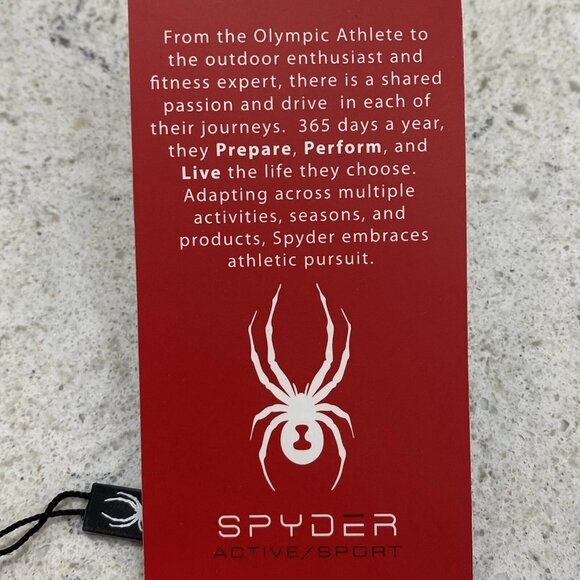 From the Olympic Athlete to
the outdoor enthusiast and
fitness expert, there is a shared
passion and drive  in each of
their journeys.  365 days a year,
they Prepare, Perform, and
Live the life they choose.
Adapting across multiple
activities, seasons, and
products, Spyder embraces
athletic pursuit.
SPYDER
ACTIVE/SPORT